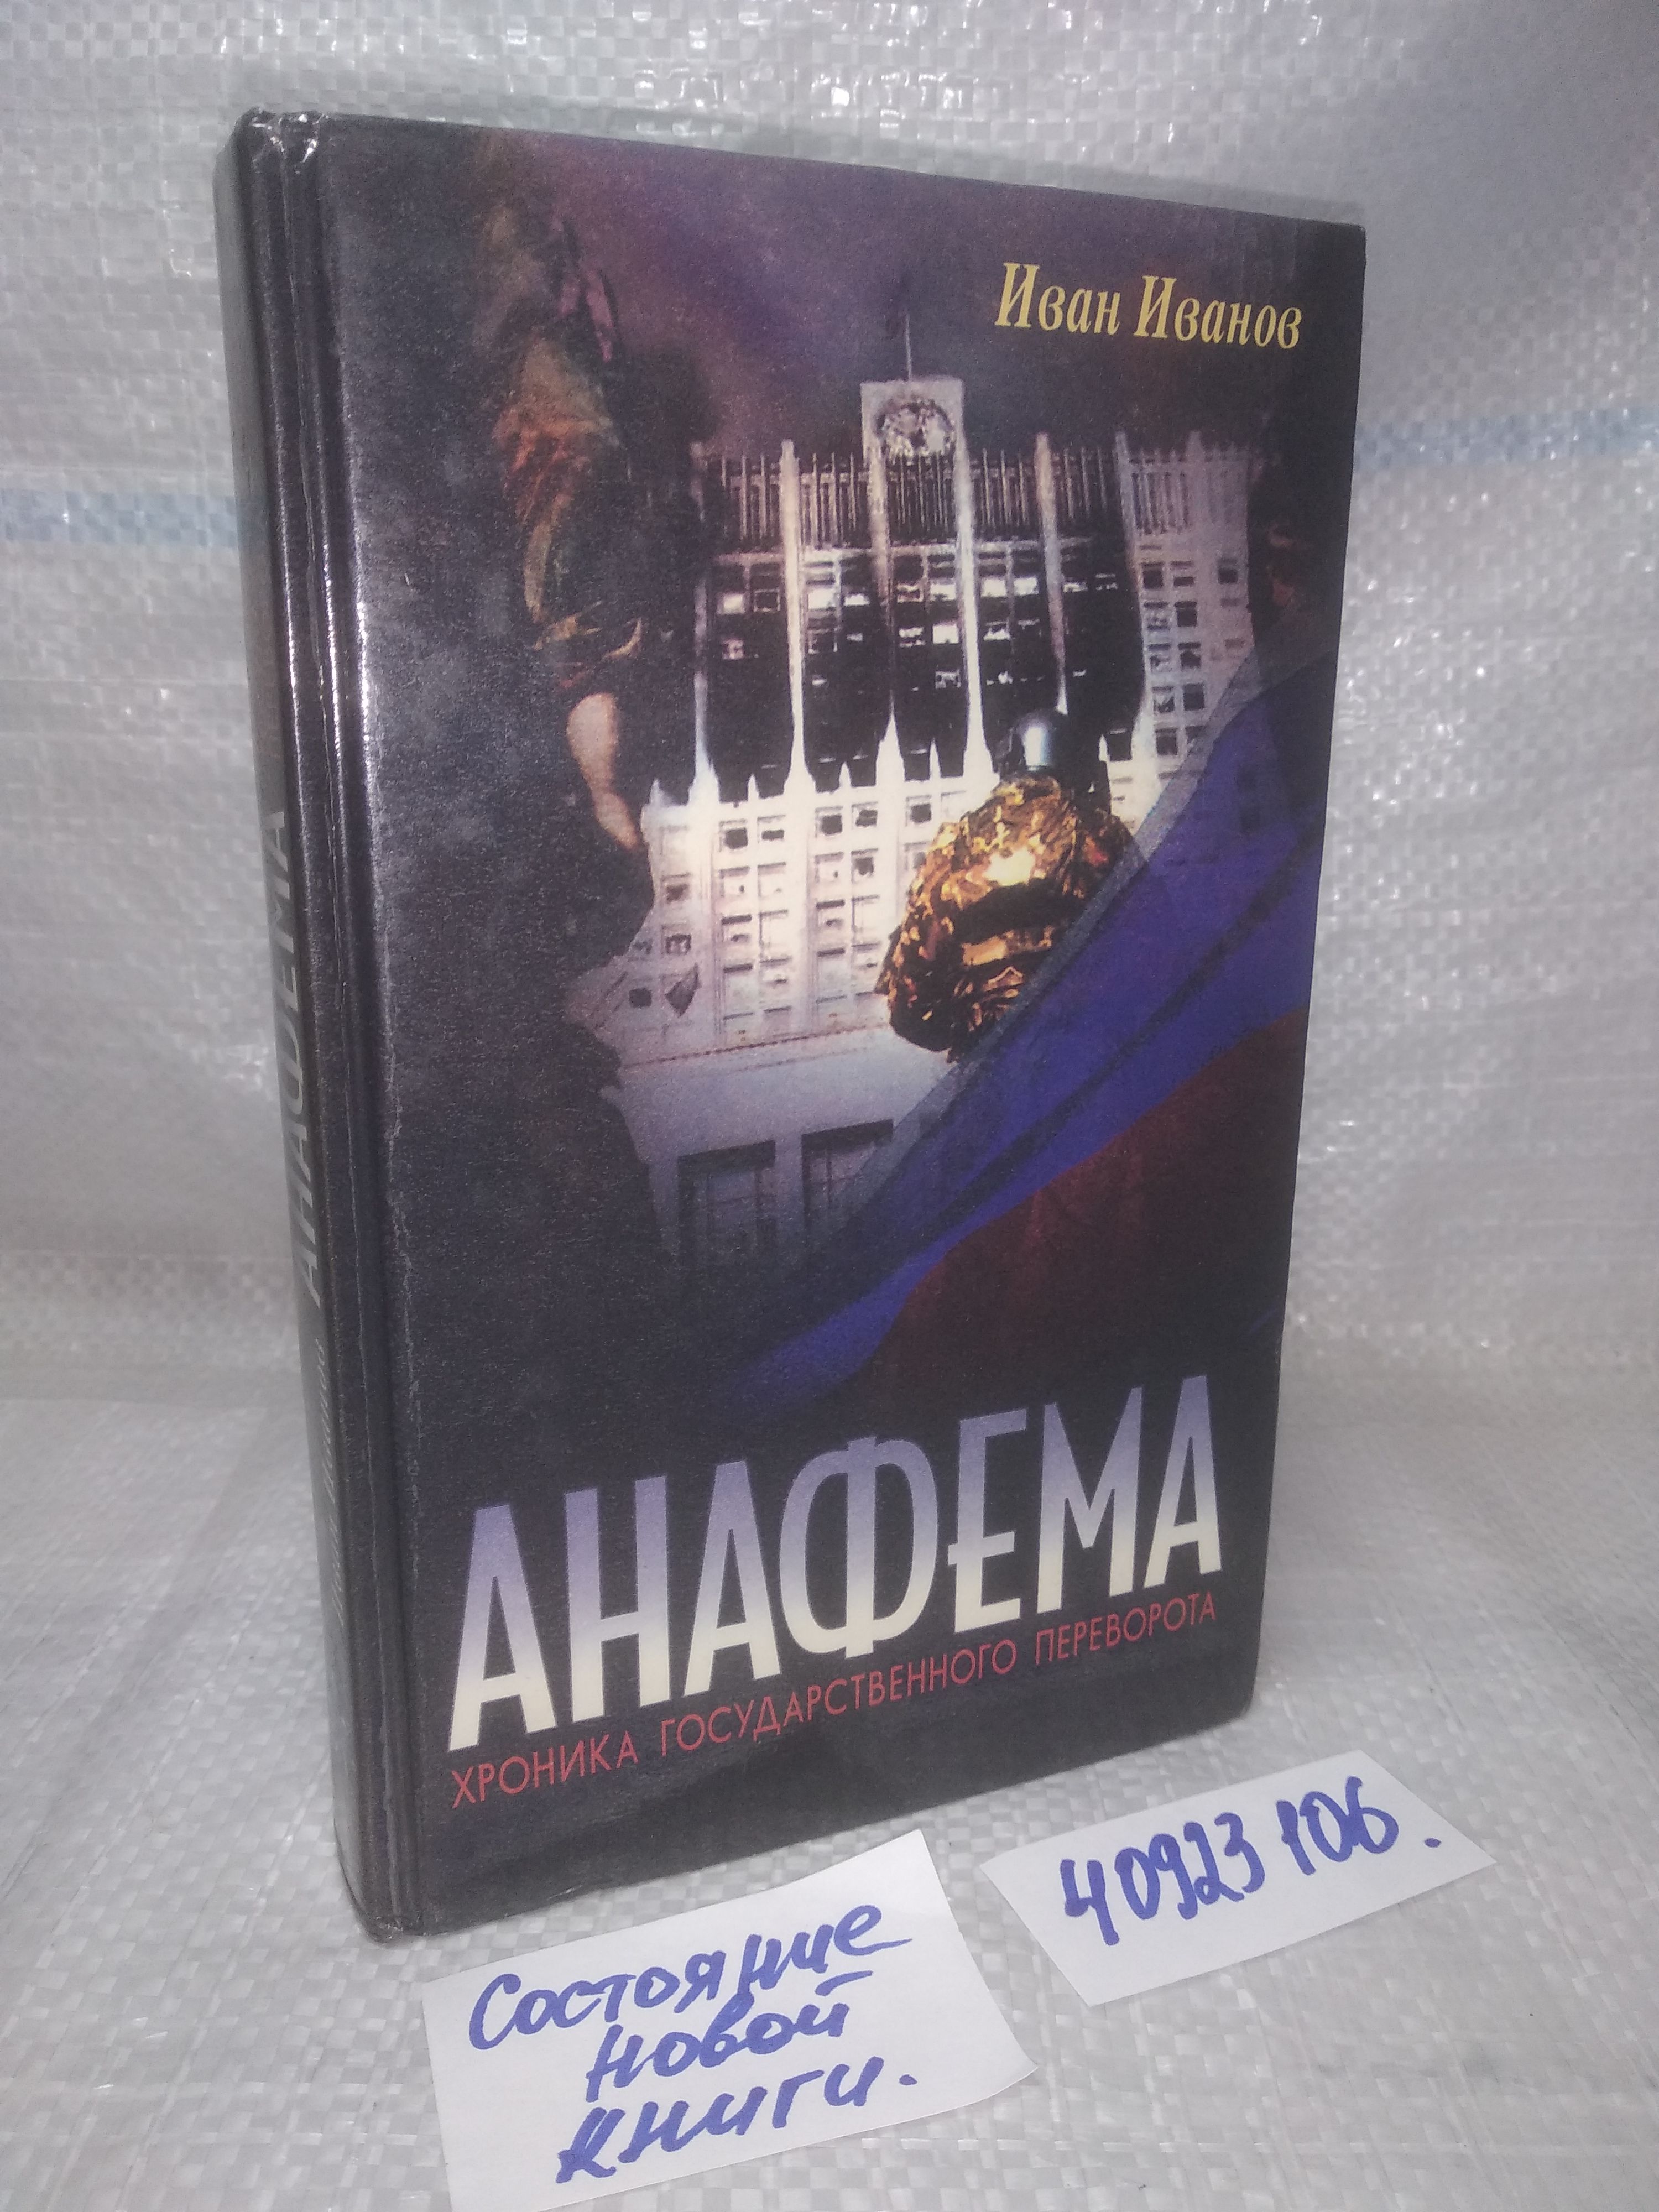 Иван Иванов
АНАФЕМА
ХРОНИКА ГОСУДАРСТВЕННОГО ПЕРЕВОРОТА
АНАФЕМА
40923 106.
Состояние
новой
книги.